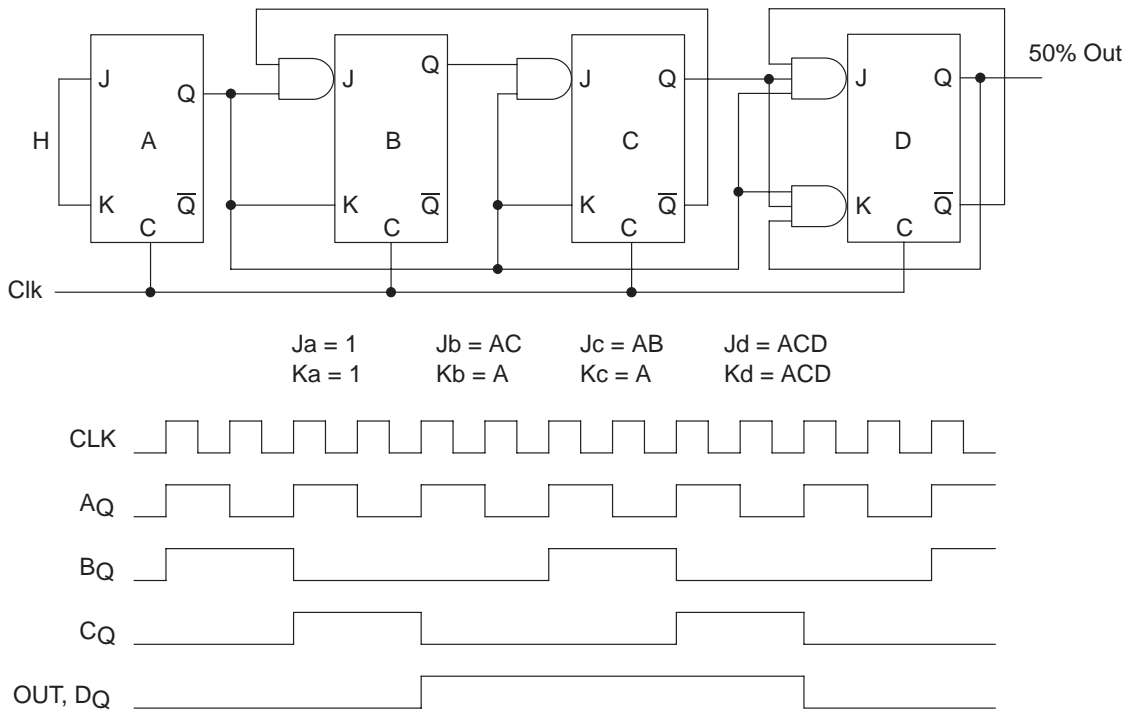 50% Out
J
Q
J
Q
J
Q
J
Q
H
A
B
C
D
K
Q̅
K
Q̅
K
Q̅
K
Q̅
C
C
C
C
Clk
Ja = 1
Jb = AC
Jc = AB
Jd = ACD
Ka = 1
Kb = A
Kc = A
Kd = ACD
CLK
AQ
BQ
CQ
OUT, DQ